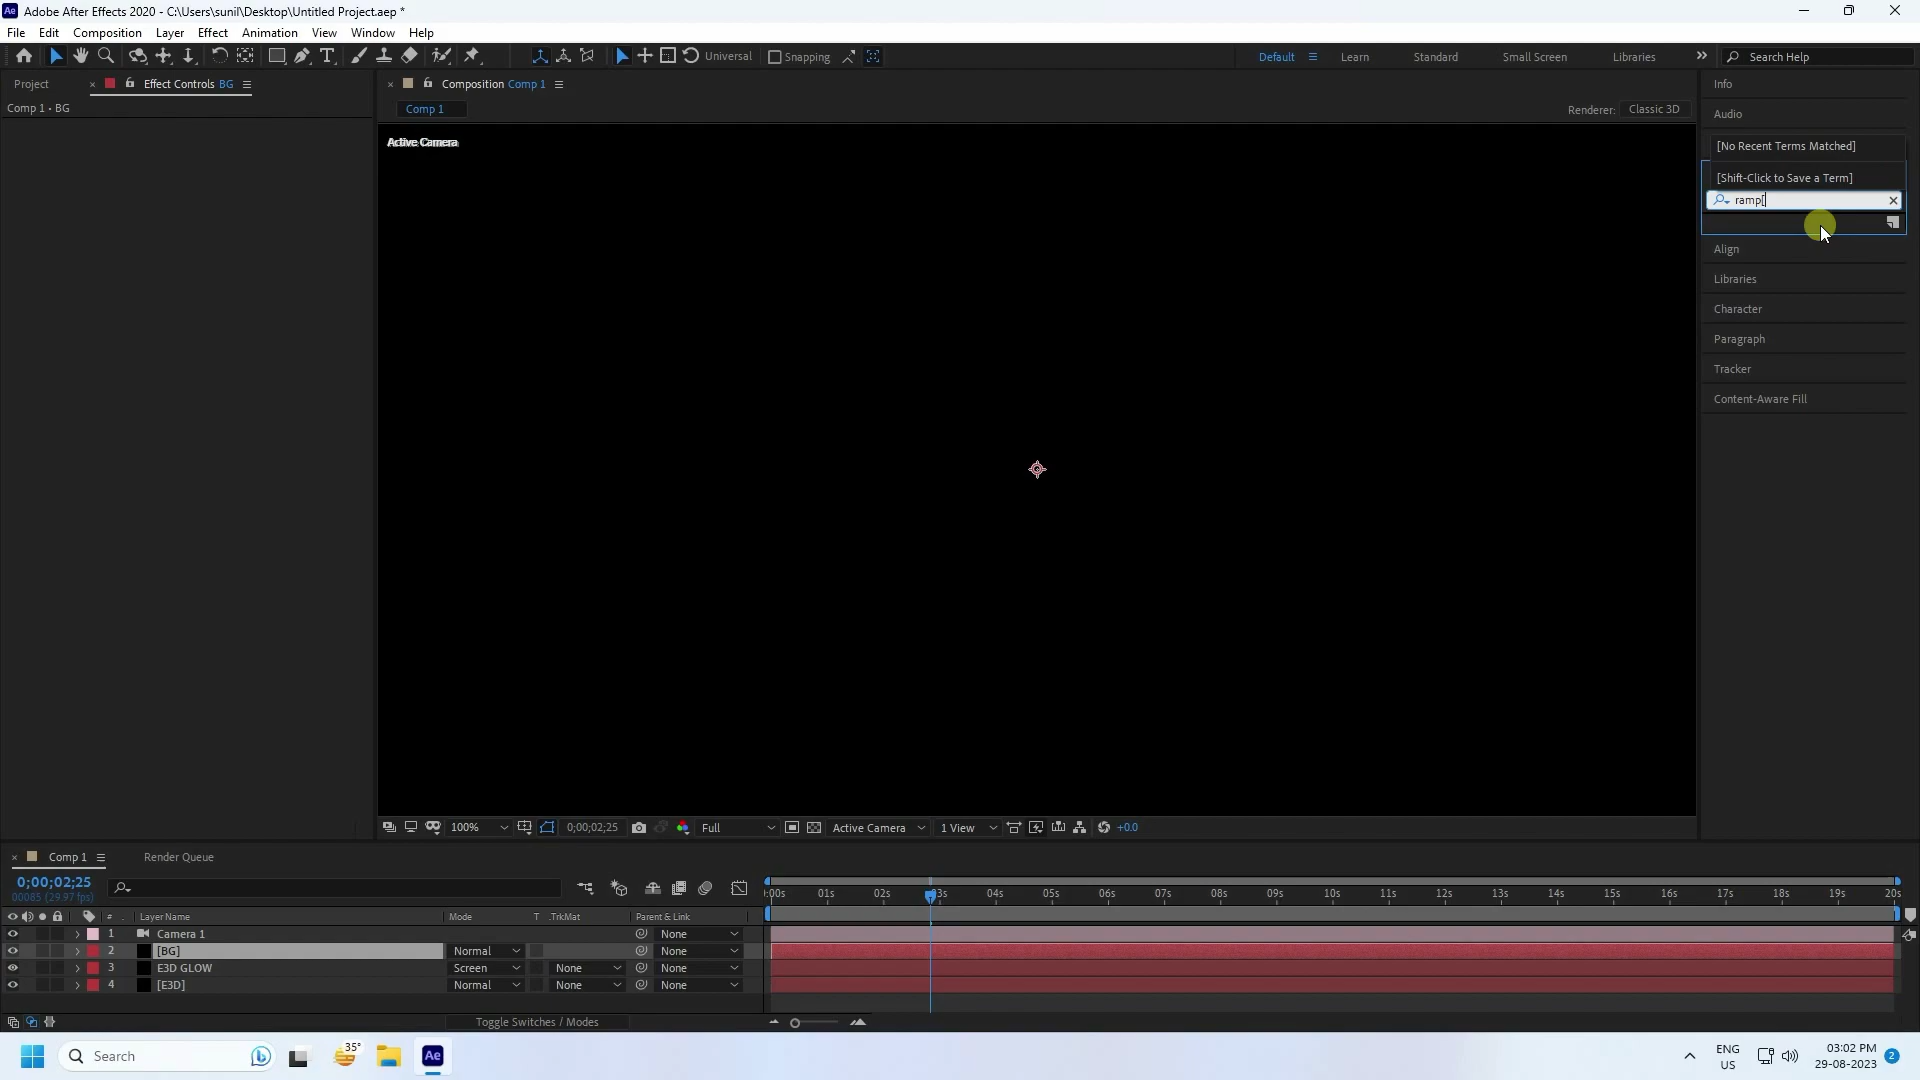 Ae Adobe After Effects 2020 - C:\Users\sunil\Desktop\Untitled Project.aep *
File Edit Composition Layer Effect Animation View Window Help
Universal Snapping Default Learn Standard Small Screen Libraries Search Help
Project Effect Controls BG Composition Comp 1 Info
Comp 1 • BG Comp 1 Renderer: Classic 3D Audio
Active Camera
[No Recent Terms Matched]
[Shift-Click to Save a Term]
ramp[
Align
Libraries
Character
Paragraph
Tracker
Content-Aware Fill
100% 0;00;02;25 Full Active Camera 1 View +0.0
Comp 1 Render Queue
0;00;02;25
00085 (29.97 fps)
:00s 01s 02s 03s 04s 05s 06s 07s 08s 09s 10s 11s 12s 13s 14s 15s 16s 17s 18s 19s 20s
# Layer Name Mode T .TrkMat Parent & Link
1 Camera 1 None
2 [BG] Normal None
3 E3D GLOW Screen None None
4 [E3D] Normal None None
Toggle Switches / Modes
Search 35° Ae ENG US 03:02 PM 29-08-2023 2